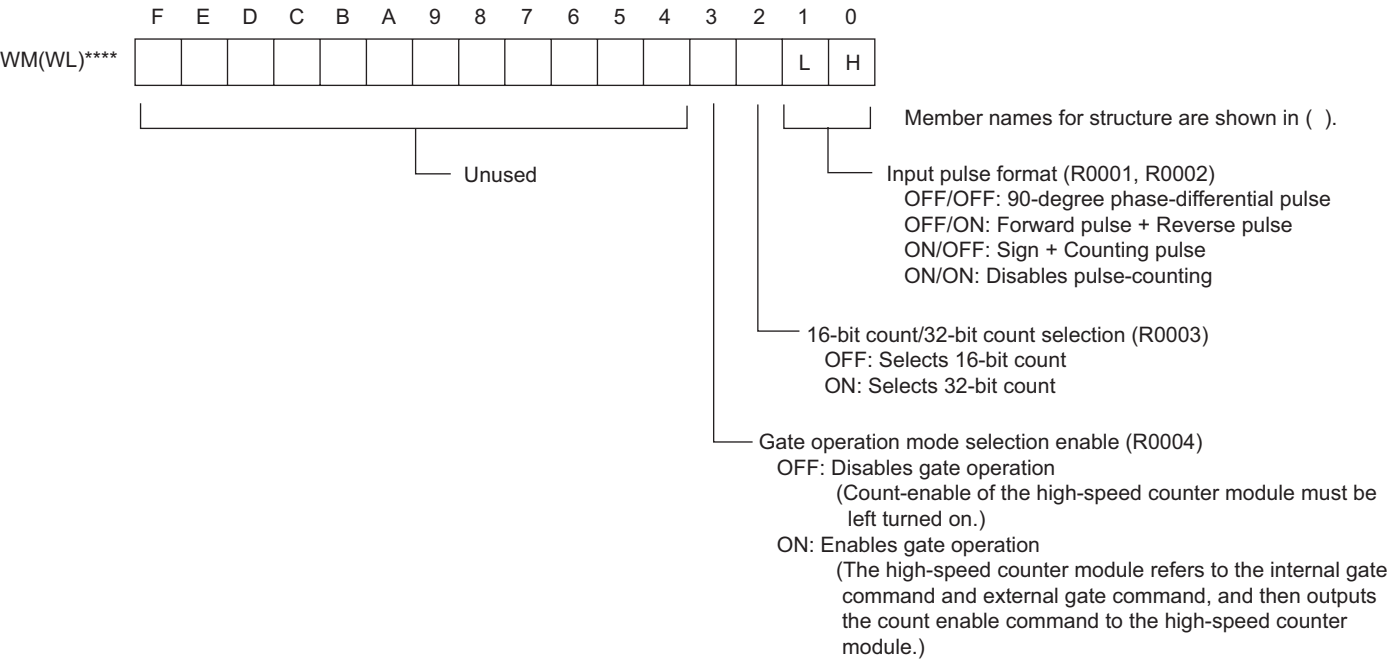 F E D C B A 9 8 7 6 5 4 3 2 1 0
WM(WL)**** L H
Member names for structure are shown in ( ).
Unused
Input pulse format (R0001, R0002)
OFF/OFF: 90-degree phase-differential pulse
OFF/ON: Forward pulse + Reverse pulse
ON/OFF: Sign + Counting pulse
ON/ON: Disables pulse-counting
16-bit count/32-bit count selection (R0003)
OFF: Selects 16-bit count
ON: Selects 32-bit count
Gate operation mode selection enable (R0004)
OFF: Disables gate operation
(Count-enable of the high-speed counter module must be
left turned on.)
ON: Enables gate operation
(The high-speed counter module refers to the internal gate
command and external gate command, and then outputs
the count enable command to the high-speed counter
module.)